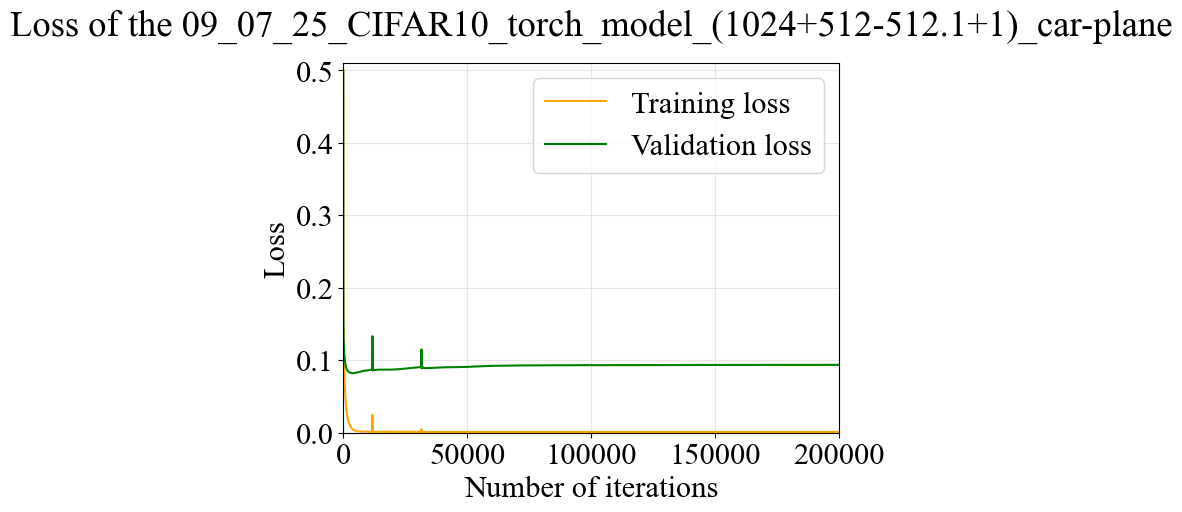 Loss of the 09_07_25_CIFAR10_torch_model_(1024+512-512.1+1)_car-plane
0.5
0.4
0.3
0.2
0.1
0.0
Loss
Training loss
Validation loss
0 50000 100000 150000 200000
Number of iterations